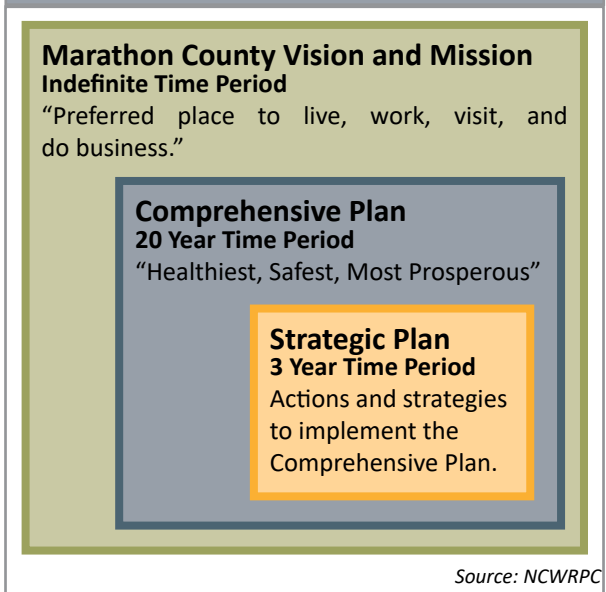 Marathon County Vision and Mission
Indefinite Time Period
“Preferred place to live, work, visit, and
do business.”
Comprehensive Plan
20 Year Time Period
“Healthiest, Safest, Most Prosperous”
Strategic Plan
3 Year Time Period
Actions and strategies
to implement the
Comprehensive Plan.
Source: NCWRPC